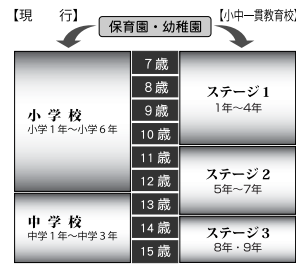 【現 行】
【小中一貫教育校】
保育園・幼稚園
小学校
小学1年～小学6年
中学校
中学1年～中学3年
7歳
8歳
9歳
10歳
11歳
12歳
13歳
14歳
15歳
ステージ1
1年～4年
ステージ2
5年～7年
ステージ3
8年・9年